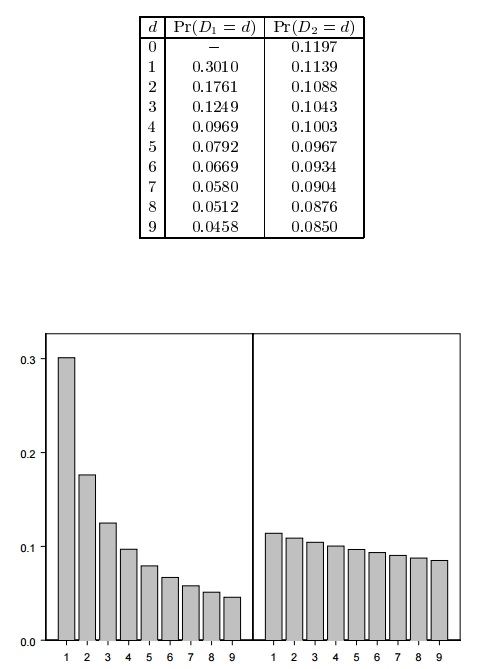 d Pr(D₁ = d) Pr(D₂ = d)
0 – 0.1197
1 0.3010 0.1139
2 0.1761 0.1088
3 0.1249 0.1043
4 0.0969 0.1003
5 0.0792 0.0967
6 0.0669 0.0934
7 0.0580 0.0904
8 0.0512 0.0876
9 0.0458 0.0850
0.3
0.2
0.1
0.0
1 2 3 4 5 6 7 8 9 1 2 3 4 5 6 7 8 9